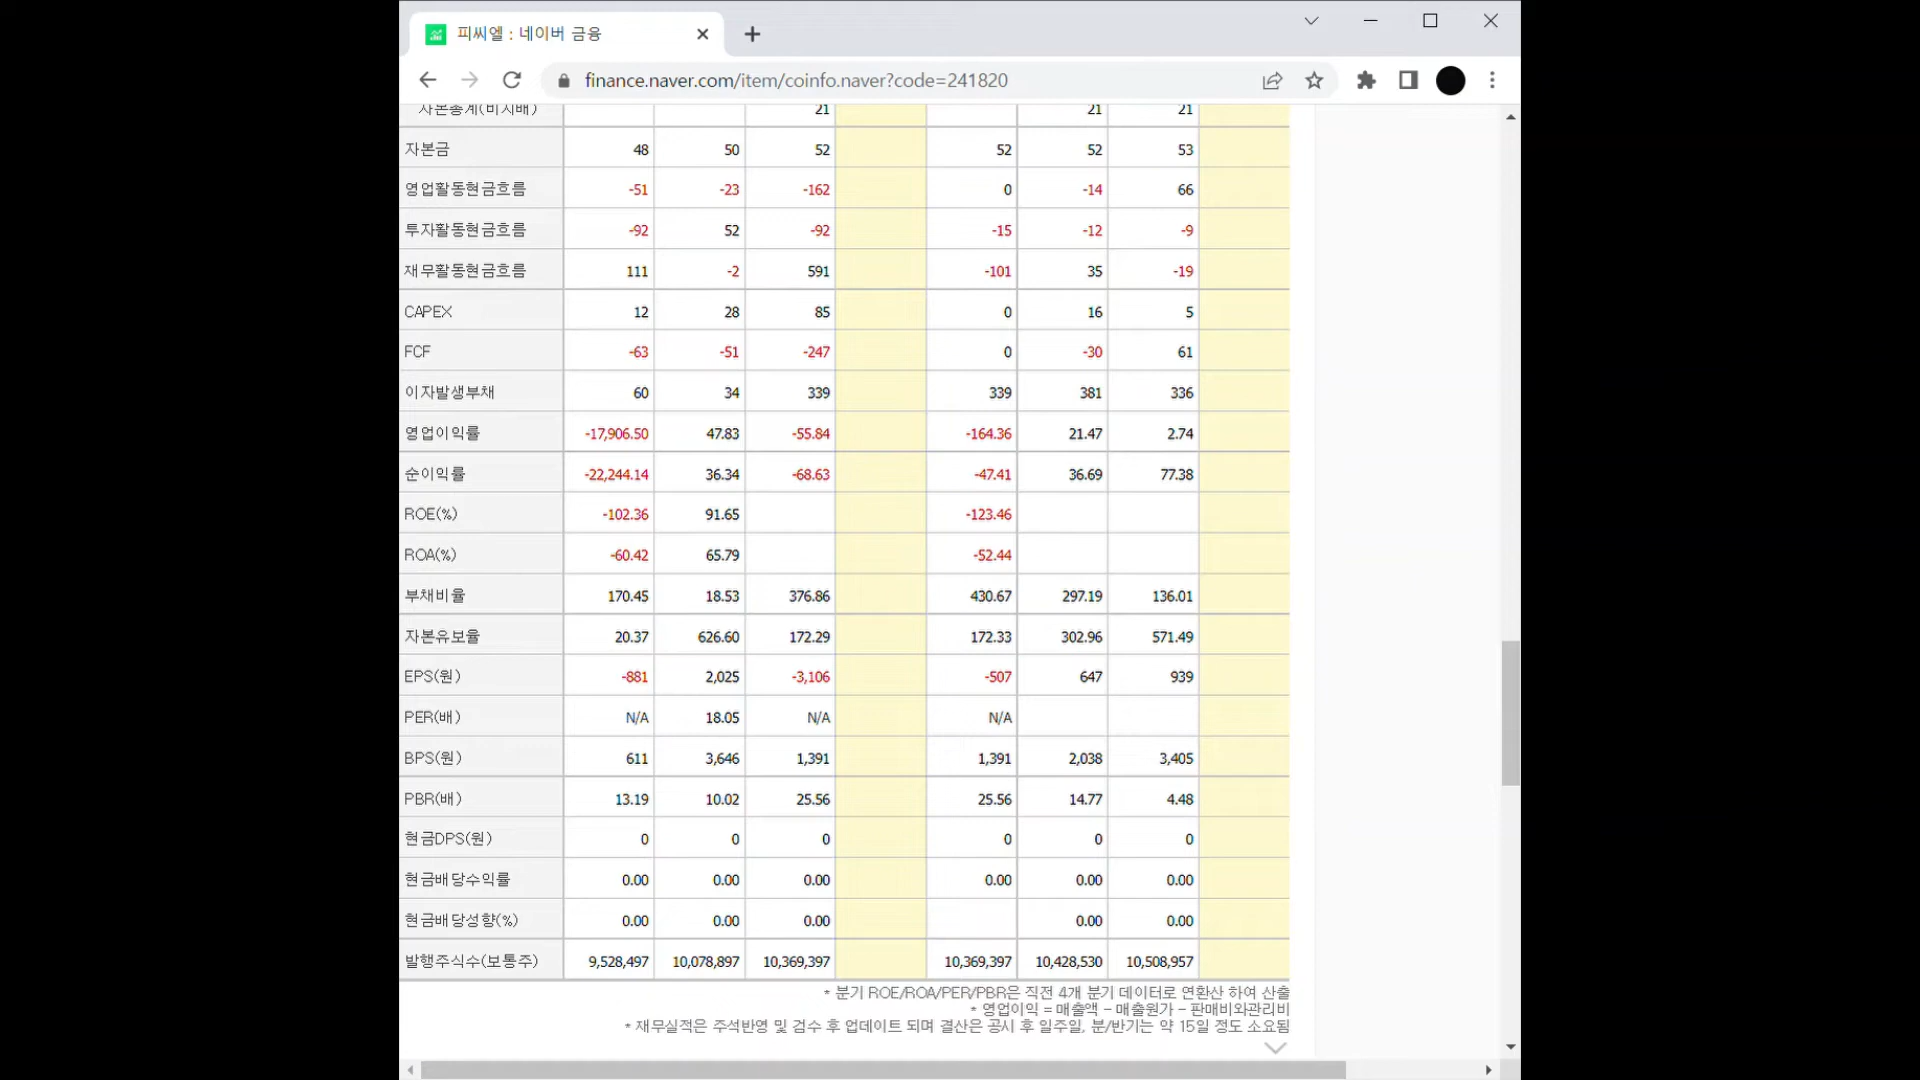 피씨엘 : 네이버 금융
finance.naver.com/item/coinfo.naver?code=241820
자본총계(비지배) 21 21 21
자본금 48 50 52 52 52 53
영업활동현금흐름 -51 -23 -162 0 -14 66
투자활동현금흐름 -92 52 -92 -15 -12 -9
재무활동현금흐름 111 -2 591 -101 35 -19
CAPEX 12 28 85 0 16 5
FCF -63 -51 -247 0 -30 61
이자발생부채 60 34 339 339 381 336
영업이익률 -17,906.50 47.83 -55.84 -164.36 21.47 2.74
순이익률 -22,244.14 36.34 -68.63 -47.41 36.69 77.38
ROE(%) -102.36 91.65 -123.46
ROA(%) -60.42 65.79 -52.44
부채비율 170.45 18.53 376.86 430.67 297.19 136.01
자본유보율 20.37 626.60 172.29 172.33 302.96 571.49
EPS(원) -881 2,025 -3,106 -507 647 939
PER(배) N/A 18.05 N/A N/A
BPS(원) 611 3,646 1,391 1,391 2,038 3,405
PBR(배) 13.19 10.02 25.56 25.56 14.77 4.48
현금DPS(원) 0 0 0 0 0 0
현금배당수익률 0.00 0.00 0.00 0.00 0.00 0.00
현금배당성향(%) 0.00 0.00 0.00 0.00 0.00
발행주식수(보통주) 9,528,497 10,078,897 10,369,397 10,369,397 10,428,530 10,508,957
* 분기 ROE/ROA/PER/PBR은 직전 4개 분기 데이터로 연환산 하여 산출
* 영업이익 = 매출액 - 매출원가 - 판매비와관리비
* 재무실적은 주석반영 및 검수 후 업데이트 되며 결산은 공시 후 일주일, 분/반기는 약 15일 정도 소요됨